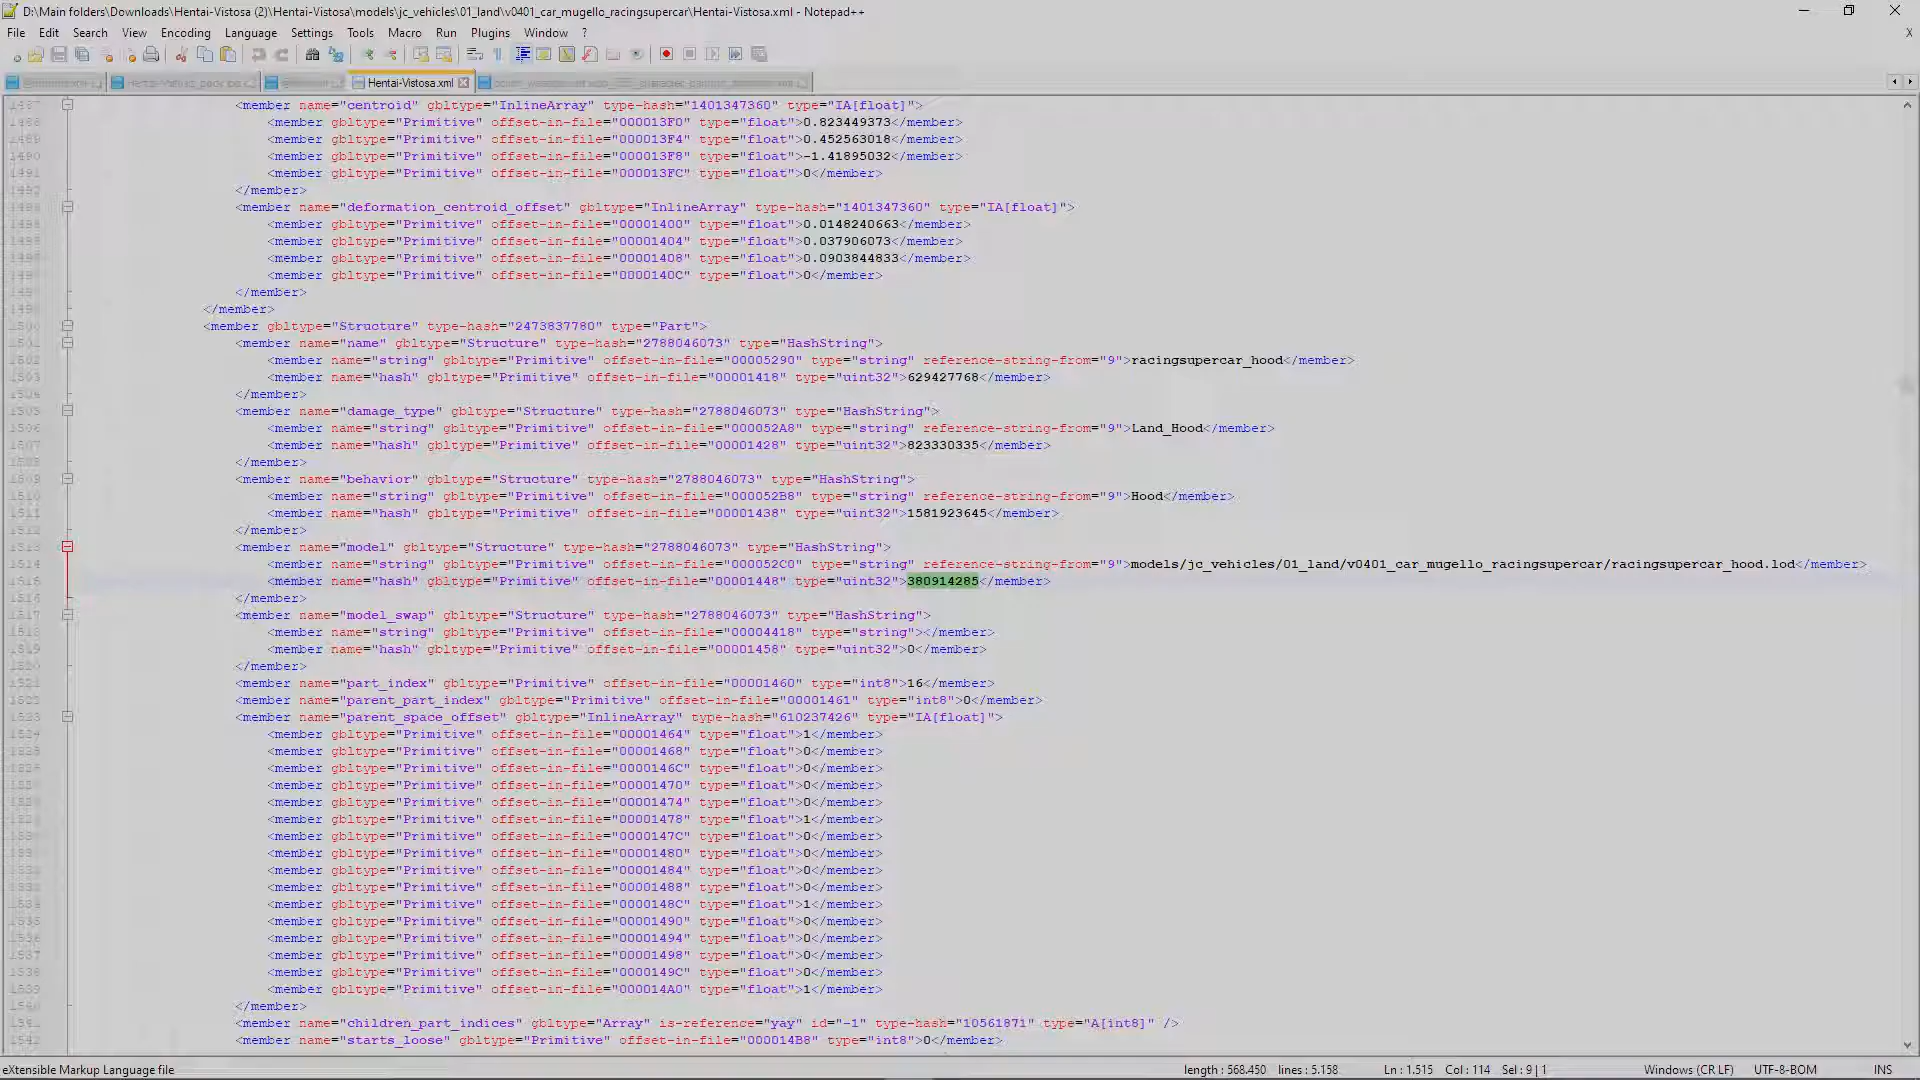 D:\Main folders\Downloads\Hentai-Vistosa (2)\Hentai-Vistosa\models\jc_vehicles\01_land\v0401_car_mugello_racingsupercar\Hentai-Vistosa.xml - Notepad++
File Edit Search View Encoding Language Settings Tools Macro Run Plugins Window ? X
Hentai-Vistosa.xml
<member name="centroid" gbltype="InlineArray" type-hash="1401347360" type="IA[float]">
<member gbltype="Primitive" offset-in-file="000013F0" type="float">0.823449373</member>
<member gbltype="Primitive" offset-in-file="000013F4" type="float">0.452563018</member>
<member gbltype="Primitive" offset-in-file="000013F8" type="float">-1.41895032</member>
<member gbltype="Primitive" offset-in-file="000013FC" type="float">0</member>
</member>
<member name="deformation_centroid_offset" gbltype="InlineArray" type-hash="1401347360" type="IA[float]">
<member gbltype="Primitive" offset-in-file="00001400" type="float">0.0148240663</member>
<member gbltype="Primitive" offset-in-file="00001404" type="float">0.037906073</member>
<member gbltype="Primitive" offset-in-file="00001408" type="float">0.0903844833</member>
<member gbltype="Primitive" offset-in-file="0000140C" type="float">0</member>
</member>
</member>
<member gbltype="Structure" type-hash="2473837780" type="Part">
<member name="name" gbltype="Structure" type-hash="2788046073" type="HashString">
<member name="string" gbltype="Primitive" offset-in-file="00005290" type="string" reference-string-from="9">racingsupercar_hood</member>
<member name="hash" gbltype="Primitive" offset-in-file="00001418" type="uint32">629427768</member>
</member>
<member name="damage_type" gbltype="Structure" type-hash="2788046073" type="HashString">
<member name="string" gbltype="Primitive" offset-in-file="000052A8" type="string" reference-string-from="9">Land_Hood</member>
<member name="hash" gbltype="Primitive" offset-in-file="00001428" type="uint32">823330335</member>
</member>
<member name="behavior" gbltype="Structure" type-hash="2788046073" type="HashString">
<member name="string" gbltype="Primitive" offset-in-file="000052B8" type="string" reference-string-from="9">Hood</member>
<member name="hash" gbltype="Primitive" offset-in-file="00001438" type="uint32">1581923645</member>
</member>
<member name="model" gbltype="Structure" type-hash="2788046073" type="HashString">
<member name="string" gbltype="Primitive" offset-in-file="000052C0" type="string" reference-string-from="9">models/jc_vehicles/01_land/v0401_car_mugello_racingsupercar/racingsupercar_hood.lod</member>
<member name="hash" gbltype="Primitive" offset-in-file="00001448" type="uint32">380914285</member>
</member>
<member name="model_swap" gbltype="Structure" type-hash="2788046073" type="HashString">
<member name="string" gbltype="Primitive" offset-in-file="00004418" type="string"></member>
<member name="hash" gbltype="Primitive" offset-in-file="00001458" type="uint32">0</member>
</member>
<member name="part_index" gbltype="Primitive" offset-in-file="00001460" type="int8">16</member>
<member name="parent_part_index" gbltype="Primitive" offset-in-file="00001461" type="int8">0</member>
<member name="parent_space_offset" gbltype="InlineArray" type-hash="610237426" type="IA[float]">
<member gbltype="Primitive" offset-in-file="00001464" type="float">1</member>
<member gbltype="Primitive" offset-in-file="00001468" type="float">0</member>
<member gbltype="Primitive" offset-in-file="0000146C" type="float">0</member>
<member gbltype="Primitive" offset-in-file="00001470" type="float">0</member>
<member gbltype="Primitive" offset-in-file="00001474" type="float">0</member>
<member gbltype="Primitive" offset-in-file="00001478" type="float">1</member>
<member gbltype="Primitive" offset-in-file="0000147C" type="float">0</member>
<member gbltype="Primitive" offset-in-file="00001480" type="float">0</member>
<member gbltype="Primitive" offset-in-file="00001484" type="float">0</member>
<member gbltype="Primitive" offset-in-file="00001488" type="float">0</member>
<member gbltype="Primitive" offset-in-file="0000148C" type="float">1</member>
<member gbltype="Primitive" offset-in-file="00001490" type="float">0</member>
<member gbltype="Primitive" offset-in-file="00001494" type="float">0</member>
<member gbltype="Primitive" offset-in-file="00001498" type="float">0</member>
<member gbltype="Primitive" offset-in-file="0000149C" type="float">0</member>
<member gbltype="Primitive" offset-in-file="000014A0" type="float">1</member>
</member>
<member name="children_part_indices" gbltype="Array" is-reference="yay" id="-1" type-hash="10561871" type="A[int8]" />
<member name="starts_loose" gbltype="Primitive" offset-in-file="000014B8" type="int8">0</member>
eXtensible Markup Language file length : 568.450 lines : 5.158 Ln : 1.515 Col : 114 Sel : 9 | 1 Windows (CR LF) UTF-8-BOM INS